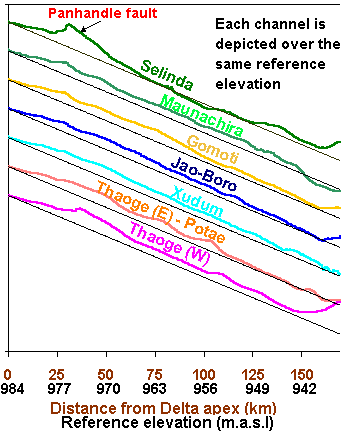 Panhandle fault
Each channel is
depicted over the
same reference
elevation
Selinda
Maunachira
Gomoti
Jao-Boro
Xudum
Thaoge (E) - Potae
Thaoge (W)
0 25 50 75 100 125 150
984 977 970 963 956 949 942
Distance from Delta apex (km)
Reference elevation (m.a.s.l)